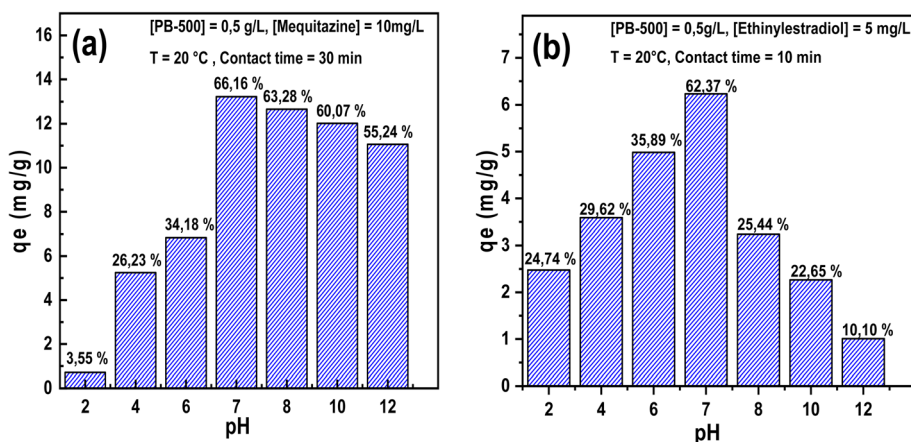 (a)
[PB-500] = 0,5 g/L, [Mequitazine] = 10mg/L
T = 20 °C , Contact time = 30 min
qe (mg/g)
16
14
12
10
8
6
4
2
0
3,55 %
26,23 %
34,18 %
66,16 %
63,28 %
60,07 %
55,24 %
2 4 6 7 8 10 12
pH
(b)
[PB-500] = 0,5g/L, [Ethinylestradiol] = 5 mg/L
T = 20°C, Contact time = 10 min
qe (mg/g)
7
6
5
4
3
2
1
0
24,74 %
29,62 %
35,89 %
62,37 %
25,44 %
22,65 %
10,10 %
2 4 6 7 8 10 12
pH